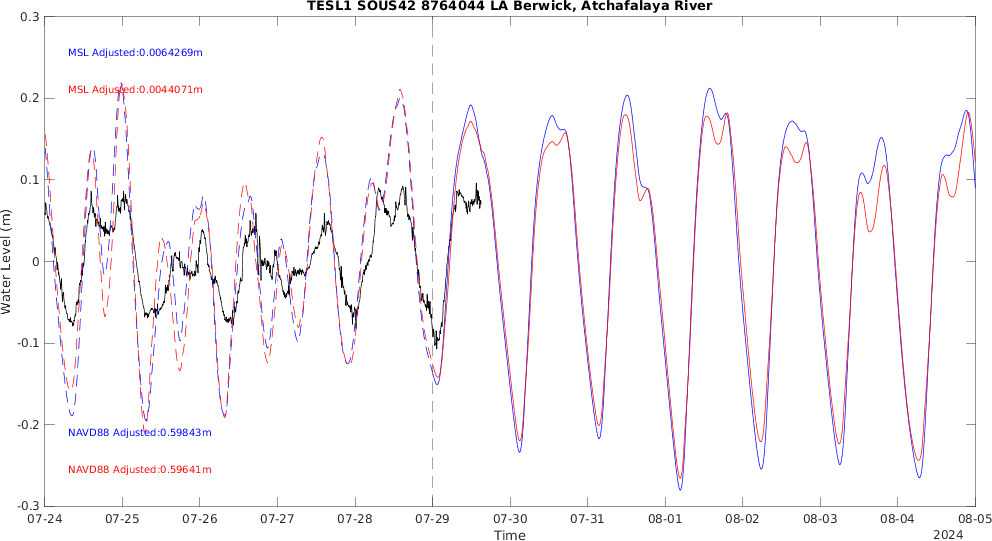 TESL1 SOUS42 8764044 LA Berwick, Atchafalaya River
0.3
MSL Adjusted:0.0064269m
MSL Adjusted:0.0044071m
0.2
0.1
0
-0.1
-0.2
NAVD88 Adjusted:0.59843m
NAVD88 Adjusted:0.59641m
-0.3
Water Level (m)
07-24 07-25 07-26 07-27 07-28 07-29 07-30 07-31 08-01 08-02 08-03 08-04 08-05
Time
2024